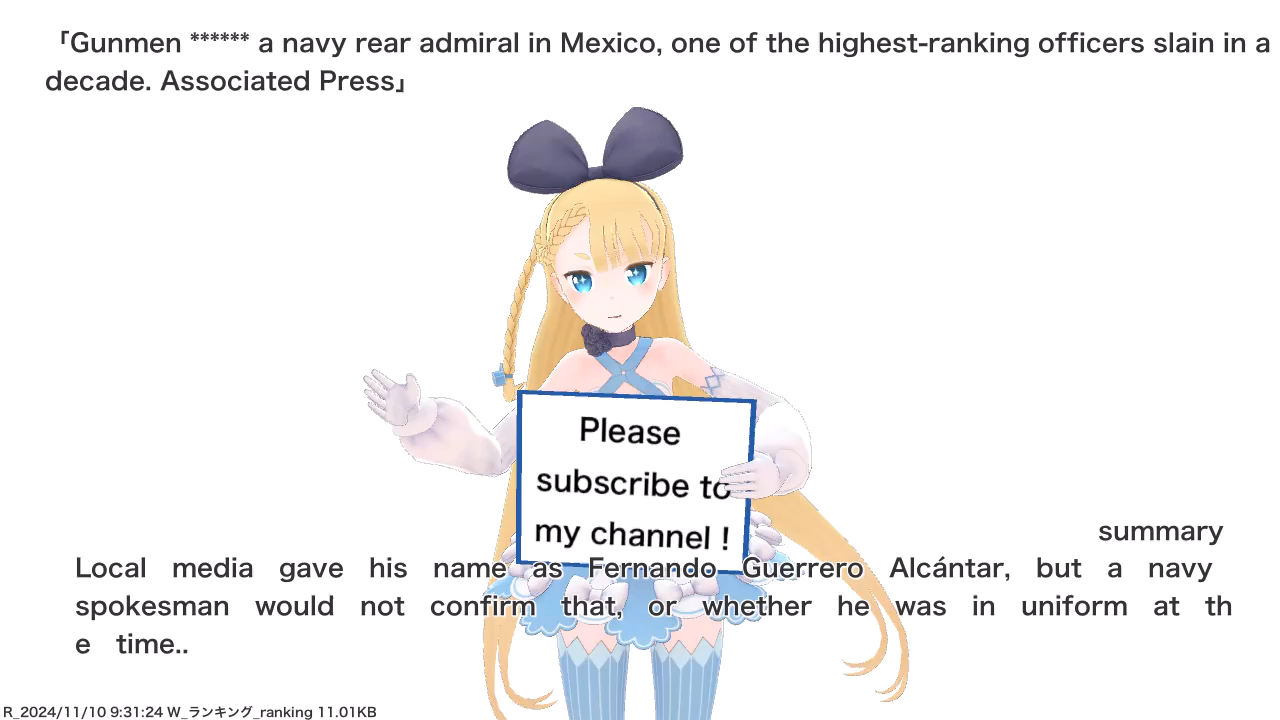 「Gunmen ****** a navy rear admiral in Mexico, one of the highest-ranking officers slain in a
decade. Associated Press」
Please
subscribe to
my channel !
summary
Local media gave his name as Fernando Guerrero Alcántar, but a navy
spokesman would not confirm that, or whether he was in uniform at th
e time..
R_2024/11/10 9:31:24 W_ランキング_ranking 11.01KB